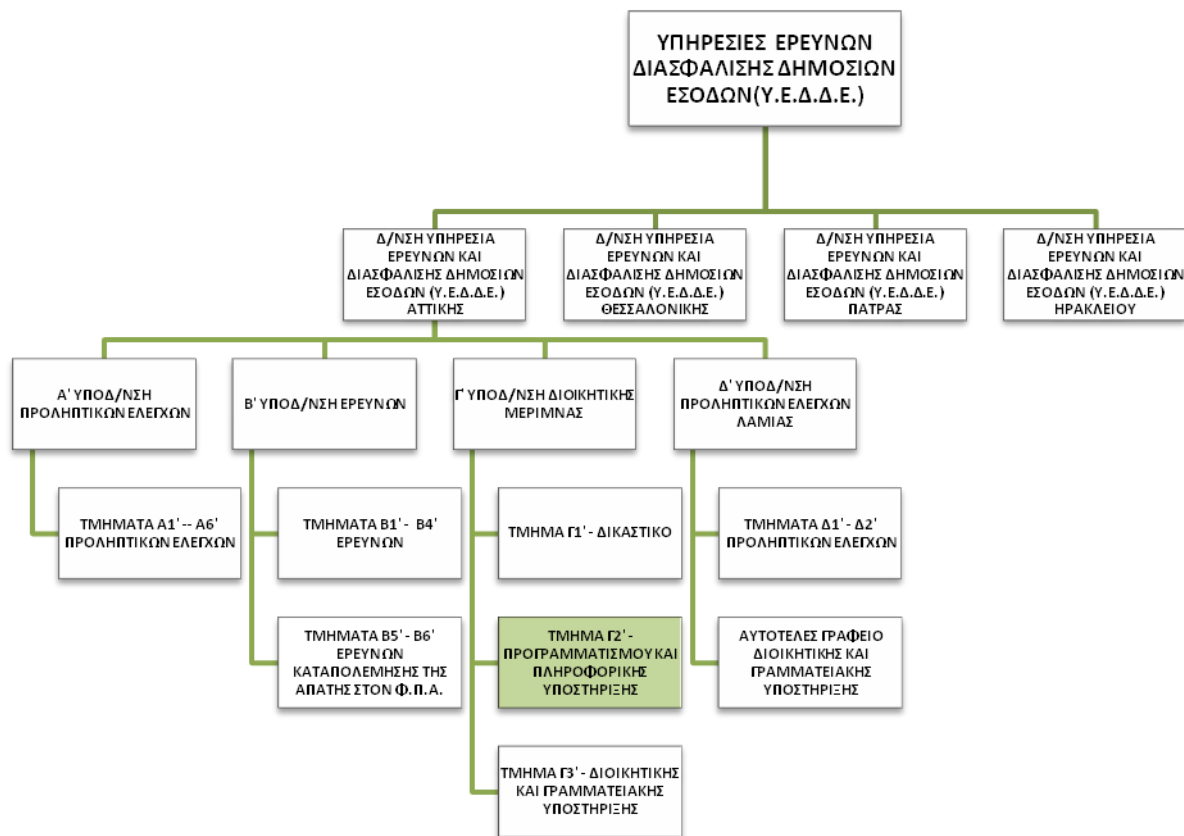 ΥΠΗΡΕΣΙΕΣ ΕΡΕΥΝΩΝ
ΔΙΑΣΦΑΛΙΣΗΣ ΔΗΜΟΣΙΩΝ
ΕΣΟΔΩΝ(Υ.Ε.Δ.Δ.Ε.)
Δ/ΝΣΗ ΥΠΗΡΕΣΙΑ
ΕΡΕΥΝΩΝ ΚΑΙ
ΔΙΑΣΦΑΛΙΣΗΣ ΔΗΜΟΣΙΩΝ
ΕΣΟΔΩΝ (Υ.Ε.Δ.Δ.Ε.)
ΑΤΤΙΚΗΣ
Δ/ΝΣΗ ΥΠΗΡΕΣΙΑ
ΕΡΕΥΝΩΝ ΚΑΙ
ΔΙΑΣΦΑΛΙΣΗΣ ΔΗΜΟΣΙΩΝ
ΕΣΟΔΩΝ (Υ.Ε.Δ.Δ.Ε.)
ΘΕΣΣΑΛΟΝΙΚΗΣ
Δ/ΝΣΗ ΥΠΗΡΕΣΙΑ
ΕΡΕΥΝΩΝ ΚΑΙ
ΔΙΑΣΦΑΛΙΣΗΣ ΔΗΜΟΣΙΩΝ
ΕΣΟΔΩΝ (Υ.Ε.Δ.Δ.Ε.)
ΠΑΤΡΑΣ
Δ/ΝΣΗ ΥΠΗΡΕΣΙΑ
ΕΡΕΥΝΩΝ ΚΑΙ
ΔΙΑΣΦΑΛΙΣΗΣ ΔΗΜΟΣΙΩΝ
ΕΣΟΔΩΝ (Υ.Ε.Δ.Δ.Ε.)
ΗΡΑΚΛΕΙΟΥ
Α' ΥΠΟΔ/ΝΣΗ
ΠΡΟΛΗΠΤΙΚΩΝ ΕΛΕΓΧΩΝ
Β' ΥΠΟΔ/ΝΣΗ ΕΡΕΥΝΩΝ
Γ' ΥΠΟΔ/ΝΣΗ ΔΙΟΙΚΗΤΙΚΗΣ
ΜΕΡΙΜΝΑΣ
Δ' ΥΠΟΔ/ΝΣΗ
ΠΡΟΛΗΠΤΙΚΩΝ ΕΛΕΓΧΩΝ
ΛΑΜΙΑΣ
ΤΜΗΜΑΤΑ Α1' -- Α6'
ΠΡΟΛΗΠΤΙΚΩΝ ΕΛΕΓΧΩΝ
ΤΜΗΜΑΤΑ Β1' - Β4'
ΕΡΕΥΝΩΝ
ΤΜΗΜΑ Γ1' - ΔΙΚΑΣΤΙΚΟ
ΤΜΗΜΑΤΑ Δ1' - Δ2'
ΠΡΟΛΗΠΤΙΚΩΝ ΕΛΕΓΧΩΝ
ΤΜΗΜΑΤΑ Β5' - Β6'
ΕΡΕΥΝΩΝ
ΚΑΤΑΠΟΛΕΜΗΣΗΣ ΤΗΣ
ΑΠΑΤΗΣ ΣΤΟΝ Φ.Π.Α.
ΤΜΗΜΑ Γ2' -
ΠΡΟΓΡΑΜΜΑΤΙΣΜΟΥ ΚΑΙ
ΠΛΗΡΟΦΟΡΙΚΗΣ
ΥΠΟΣΤΗΡΙΞΗΣ
ΑΥΤΟΤΕΛΕΣ ΓΡΑΦΕΙΟ
ΔΙΟΙΚΗΤΙΚΗΣ ΚΑΙ
ΓΡΑΜΜΑΤΕΙΑΚΗΣ
ΥΠΟΣΤΗΡΙΞΗΣ
ΤΜΗΜΑ Γ3' - ΔΙΟΙΚΗΤΙΚΗΣ
ΚΑΙ ΓΡΑΜΜΑΤΕΙΑΚΗΣ
ΥΠΟΣΤΗΡΙΞΗΣ